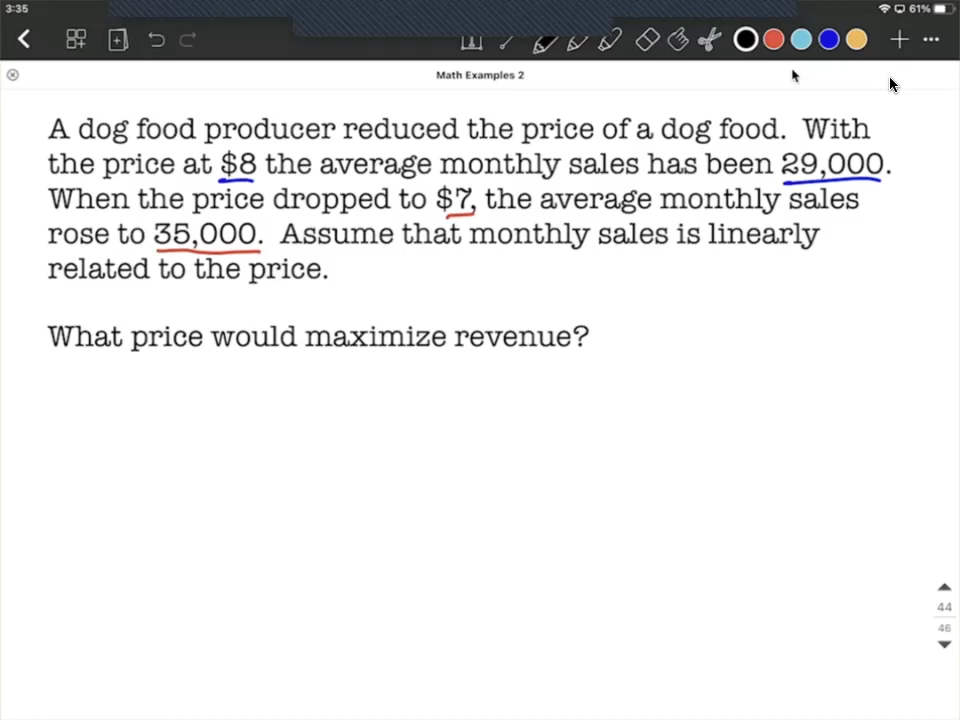 3:35
61%
Math Examples 2
A dog food producer reduced the price of a dog food. With
the price at $8 the average monthly sales has been 29,000.
When the price dropped to $7, the average monthly sales
rose to 35,000. Assume that monthly sales is linearly
related to the price.
What price would maximize revenue?
44
46